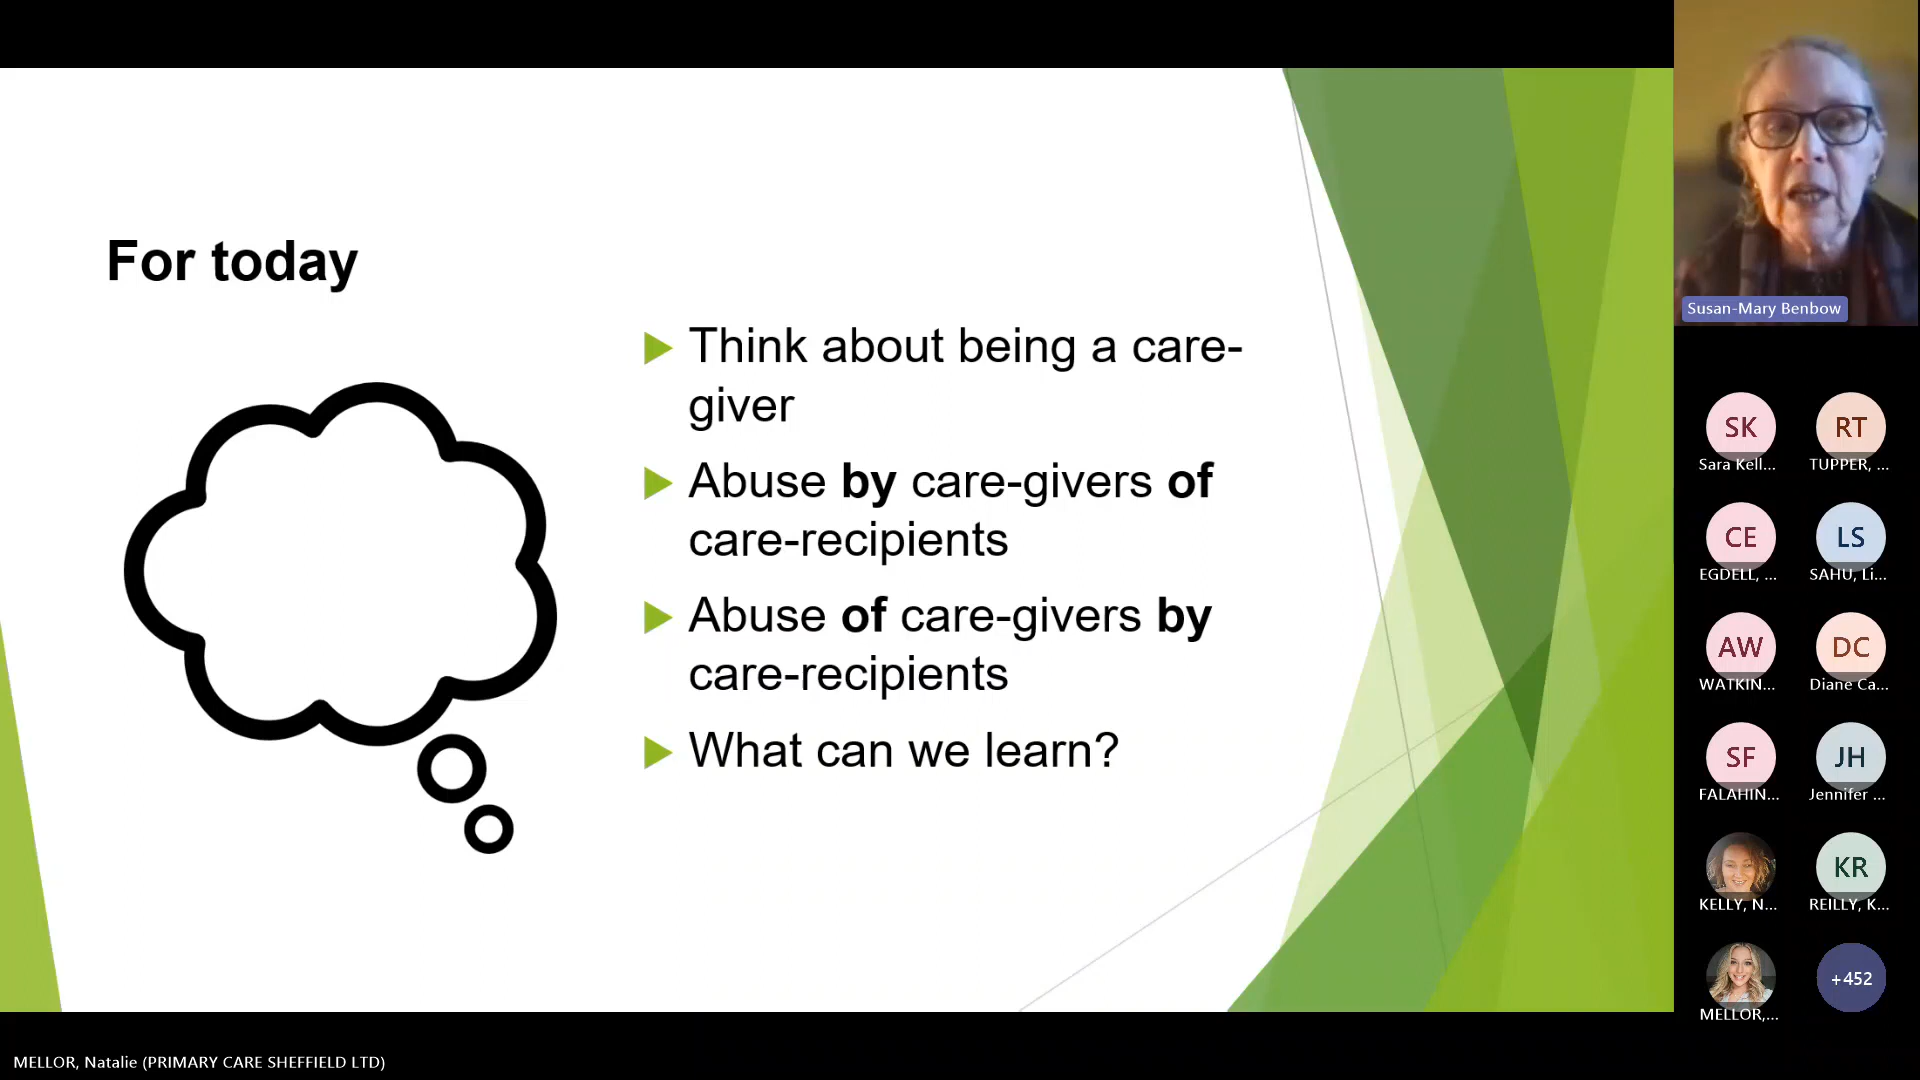 For today
Think about being a care-
giver
Abuse by care-givers of
care-recipients
Abuse of care-givers by
care-recipients
What can we learn?
Susan-Mary Benbow
SK
RT
Sara Kell...
TUPPER, ...
CE
LS
EGDELL, ...
SAHU, Li...
AW
DC
WATKIN...
Diane Ca...
SF
JH
FALAHIN...
Jennifer ...
KR
KELLY, N...
REILLY, K...
+452
MELLOR,...
MELLOR, Natalie (PRIMARY CARE SHEFFIELD LTD)